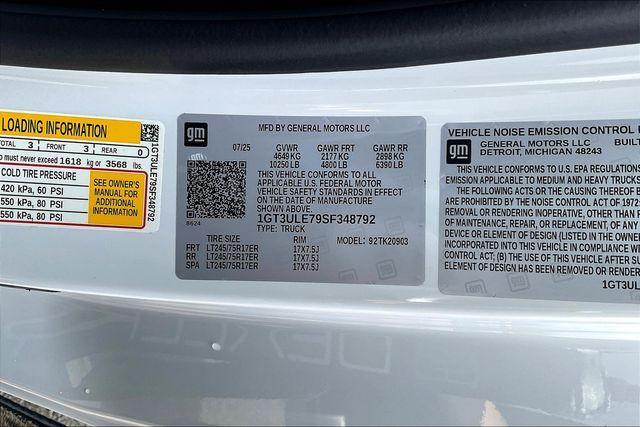 LOADING INFORMATION
TOTAL 3 FRONT 3 REAR 0
o must never exceed 1618 kg or 3568 lbs.
COLD TIRE PRESSURE
420 kPa, 60 PSI
550 kPa, 80 PSI
550 kPa, 80 PSI
SEE OWNER'S
MANUAL FOR
ADDITIONAL
INFORMATION
1GT3ULE79SF348792
gm
MFD BY GENERAL MOTORS LLC
07/25 GVWR GAWR FRT GAWR RR
4649 KG 2177 KG 2898 KG
10250 LB 4800 LB 6390 LB
THIS VEHICLE CONFORMS TO ALL
APPLICABLE U.S. FEDERAL MOTOR
VEHICLE SAFETY STANDARDS IN EFFECT
ON THE DATE OF MANUFACTURE
SHOWN ABOVE.
1GT3ULE79SF348792
TYPE: TRUCK
8624
TIRE SIZE RIM MODEL: 92TK20903
FRT LT245/75R17ER 17X7.5J
RR LT245/75R17ER 17X7.5J
SPA LT245/75R17ER 17X7.5J
VEHICLE NOISE EMISSION CONTROL
gm
GENERAL MOTORS LLC BUILT
DETROIT, MICHIGAN 48243
THIS VEHICLE CONFORMS TO U.S. EPA REGULATIONS
EMISSION APPLICABLE TO MEDIUM AND HEAVY TRUCKS
THE FOLLOWING ACTS OR THE CAUSING THEREOF
ARE PROHIBITED BY THE NOISE CONTROL ACT OF 1972:
REMOVAL OR RENDERING INOPERATIVE, OTHER THAN
OF MAINTENANCE, REPAIR, OR REPLACEMENT, OF ANY
DEVICE ELEMENT OF DESIGN (LISTED IN THE OWNER
INCORPORATED INTO THIS VEHICLE IN COMPLIANCE W
CONTROL ACT; (B) THE USE OF THIS VEHICLE AFTER SU
ELEMENT OF DESIGN HAS BEEN REMOVED OR RENDER
1GT3UL